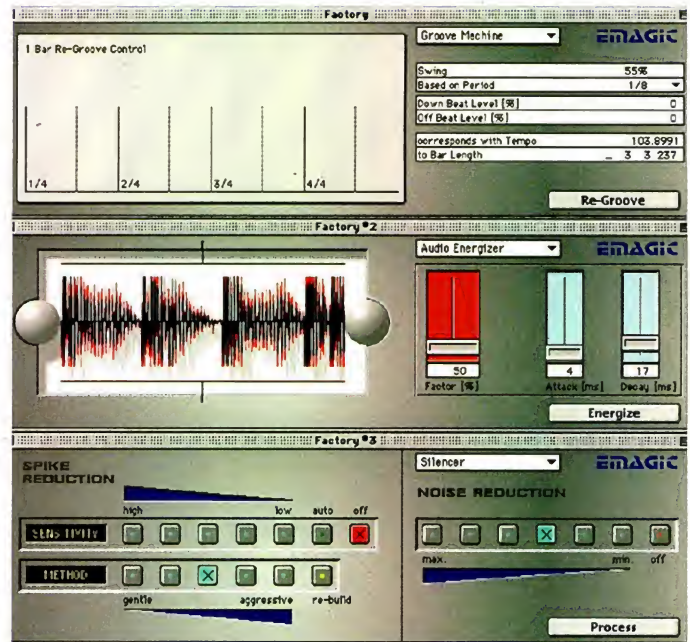 Factory
1 Bar Re-Groove Control
1/4 2/4 3/4 4/4
Groove Machine
EMAGIC
Swing 55%
Based on Period 1/8
Down Beat Level [%] 0
Off Beat Level [%] 0
corresponds with Tempo 103.8991
to Bar Length _ 3 3 237
Re-Groove
Factory*2
Audio Energizer
EMAGIC
50 4 17
Factor [%] Attack [ms] Decay [ms]
Energize
Factory*3
SPIKE
REDUCTION
high low auto off
SENSITIVITY
METHOD
gentle aggressive re-build
Silencer
EMAGIC
NOISE REDUCTION
max. min. off
Process